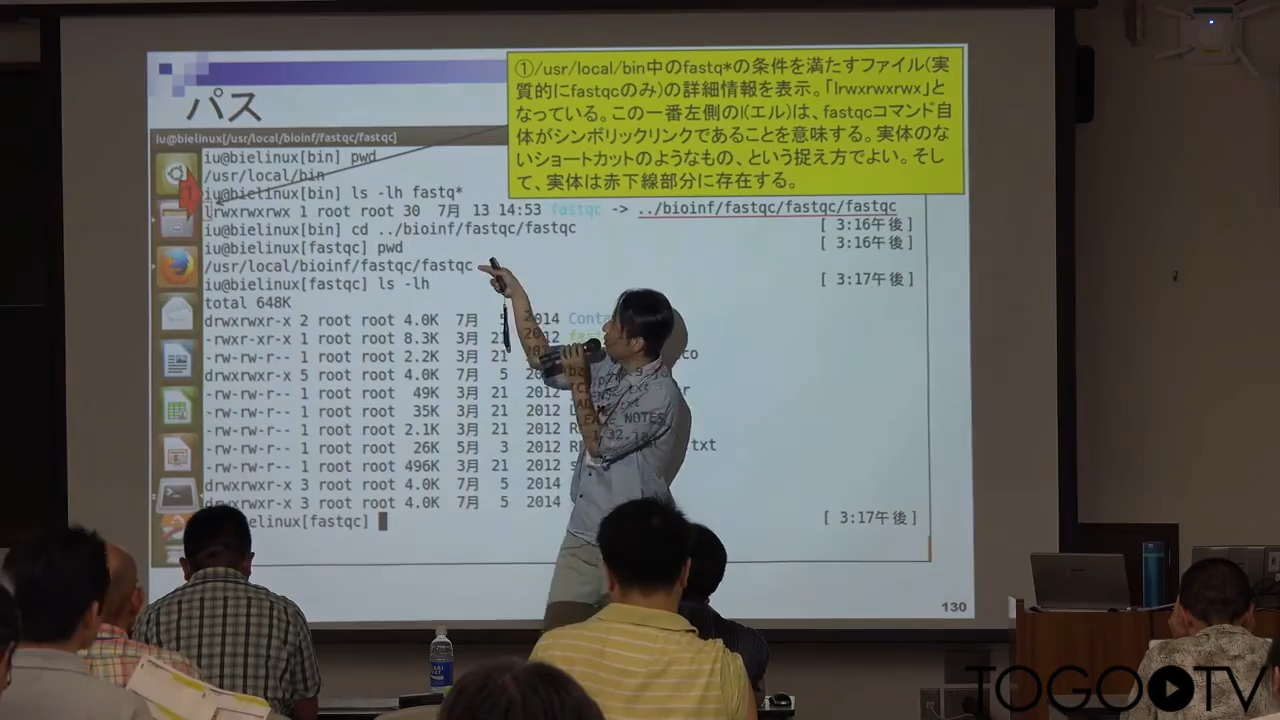 パス
①/usr/local/bin中のfastq*の条件を満たすファイル(実
質的にfastqcのみ)の詳細情報を表示。「lrwxrwxrwx」と
なっている。この一番左側のl(エル)は、fastqcコマンド自
体がシンボリックリンクであることを意味する。実体のな
いショートカットのようなもの、という捉え方でよい。そし
て、実体は赤下線部分に存在する。
iu@bielinux[/usr/local/bioinf/fastqc/fastqc]
iu@bielinux[bin] pwd
/usr/local/bin
iu@bielinux[bin] ls -lh fastq*
lrwxrwxrwx 1 root root 30 7月 13 14:53 fastqc -> ../bioinf/fastqc/fastqc/fastqc
iu@bielinux[bin] cd ../bioinf/fastqc/fastqc [ 3:16午後]
iu@bielinux[fastqc] pwd [ 3:16午後]
/usr/local/bioinf/fastqc/fastqc
iu@bielinux[fastqc] ls -lh [ 3:17午後]
total 648K
drwxrwxr-x 2 root root 4.0K 7月 5 2014
-rwxr-xr-x 1 root root 8.3K 3月 21 2012
-rw-rw-r-- 1 root root 2.2K 3月 21
drwxrwxr-x 5 root root 4.0K 7月 5
-rw-rw-r-- 1 root root 49K 3月 21 2012
-rw-rw-r-- 1 root root 35K 3月 21 2012
-rw-rw-r-- 1 root root 2.1K 3月 21 2012
-rw-rw-r-- 1 root root 26K 5月 3 2012 txt
-rw-rw-r-- 1 root root 496K 3月 21 2012
drwxrwxr-x 3 root root 4.0K 7月 5 2014
drwxrwxr-x 3 root root 4.0K 7月 5 2014
ielinux[fastqc] [ 3:17午後]
130
TOGO TV